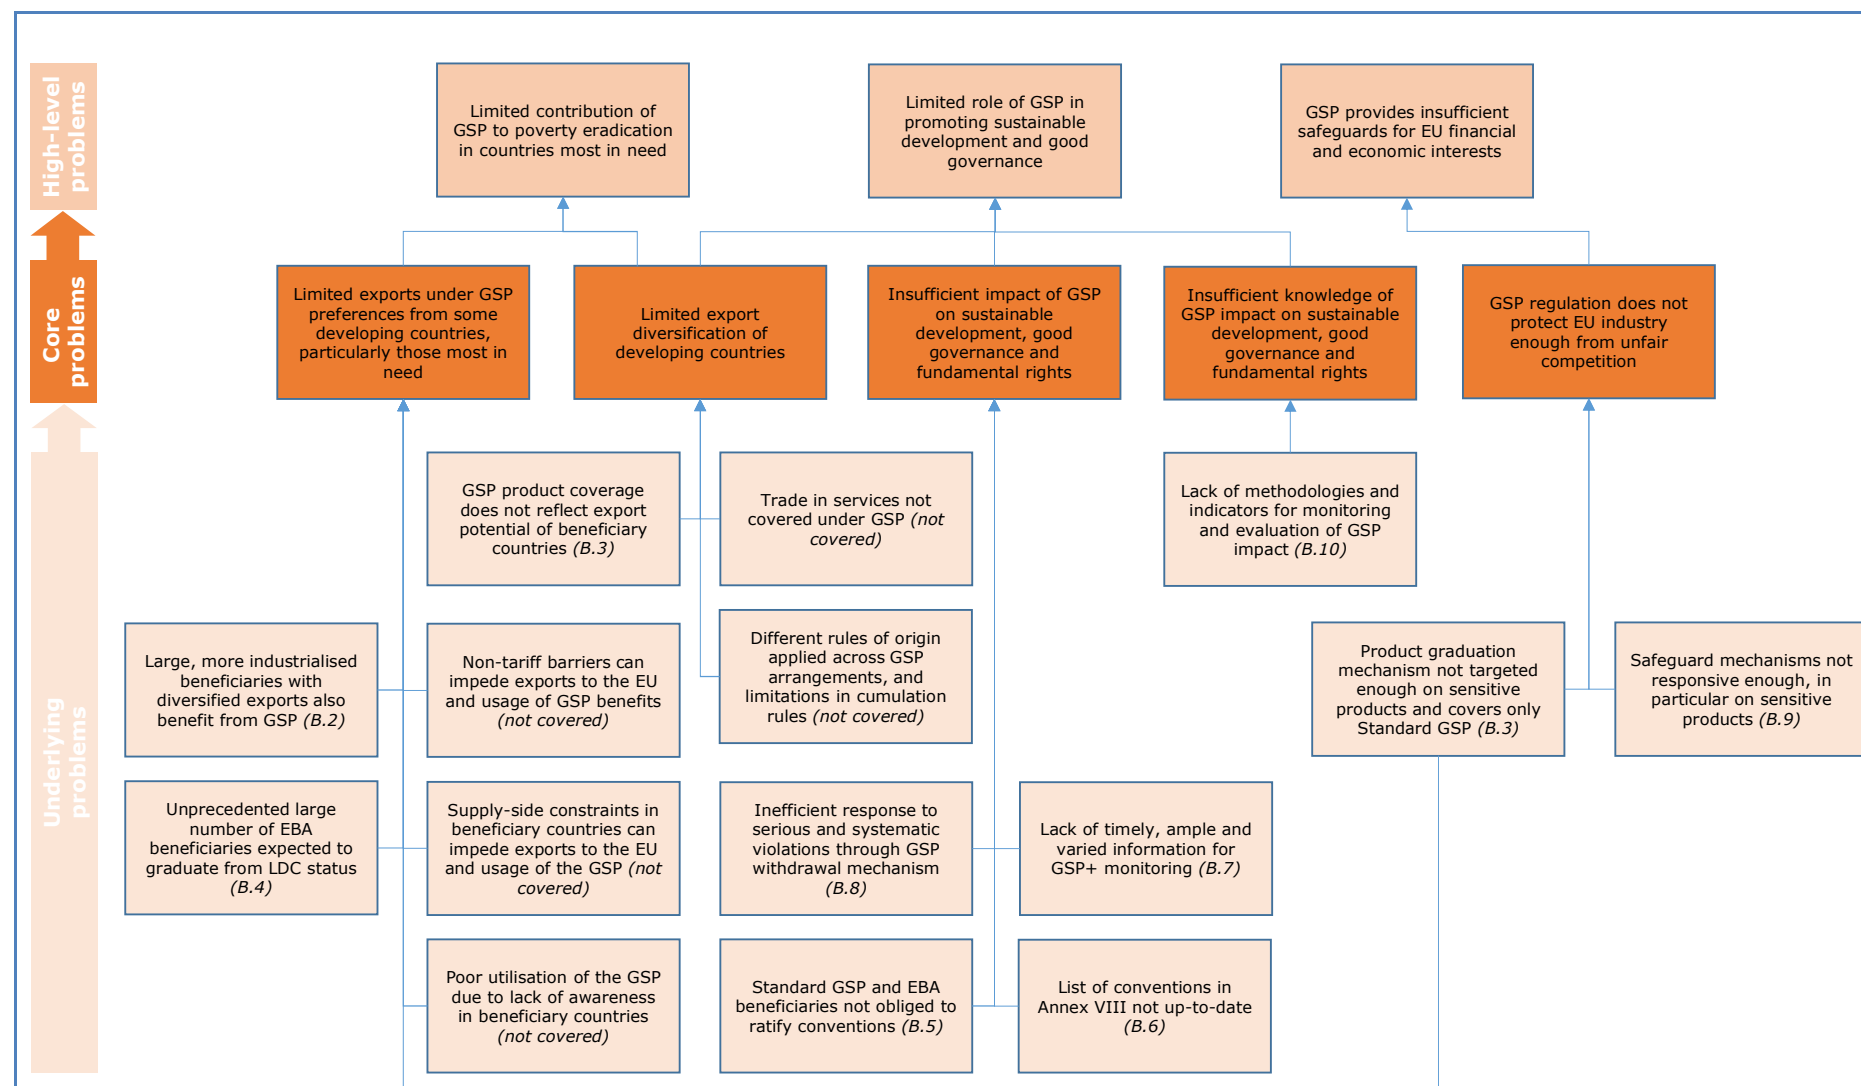 High-level
problems
Limited contribution of
GSP to poverty eradication
in countries most in need
Limited role of GSP in
promoting sustainable
development and good
governance
GSP provides insufficient
safeguards for EU financial
and economic interests
Core
problems
Limited exports under GSP
preferences from some
developing countries,
particularly those most in
need
Limited export
diversification of
developing countries
Insufficient impact of GSP
on sustainable
development, good
governance and
fundamental rights
Insufficient knowledge of
GSP impact on sustainable
development, good
governance and
fundamental rights
GSP regulation does not
protect EU industry
enough from unfair
competition
Underlying
problems
GSP product coverage
does not reflect export
potential of beneficiary
countries (B.3)
Trade in services not
covered under GSP (not
covered)
Lack of methodologies and
indicators for monitoring
and evaluation of GSP
impact (B.10)
Large, more industrialised
beneficiaries with
diversified exports also
benefit from GSP (B.2)
Non-tariff barriers can
impede exports to the EU
and usage of GSP benefits
(not covered)
Different rules of origin
applied across GSP
arrangements, and
limitations in cumulation
rules (not covered)
Product graduation
mechanism not targeted
enough on sensitive
products and covers only
Standard GSP (B.3)
Safeguard mechanisms not
responsive enough, in
particular on sensitive
products (B.9)
Unprecedented large
number of EBA
beneficiaries expected to
graduate from LDC status
(B.4)
Supply-side constraints in
beneficiary countries can
impede exports to the EU
and usage of the GSP (not
covered)
Inefficient response to
serious and systematic
violations through GSP
withdrawal mechanism
(B.8)
Lack of timely, ample and
varied information for
GSP+ monitoring (B.7)
Poor utilisation of the GSP
due to lack of awareness
in beneficiary countries
(not covered)
Standard GSP and EBA
beneficiaries not obliged to
ratify conventions (B.5)
List of conventions in
Annex VIII not up-to-date
(B.6)